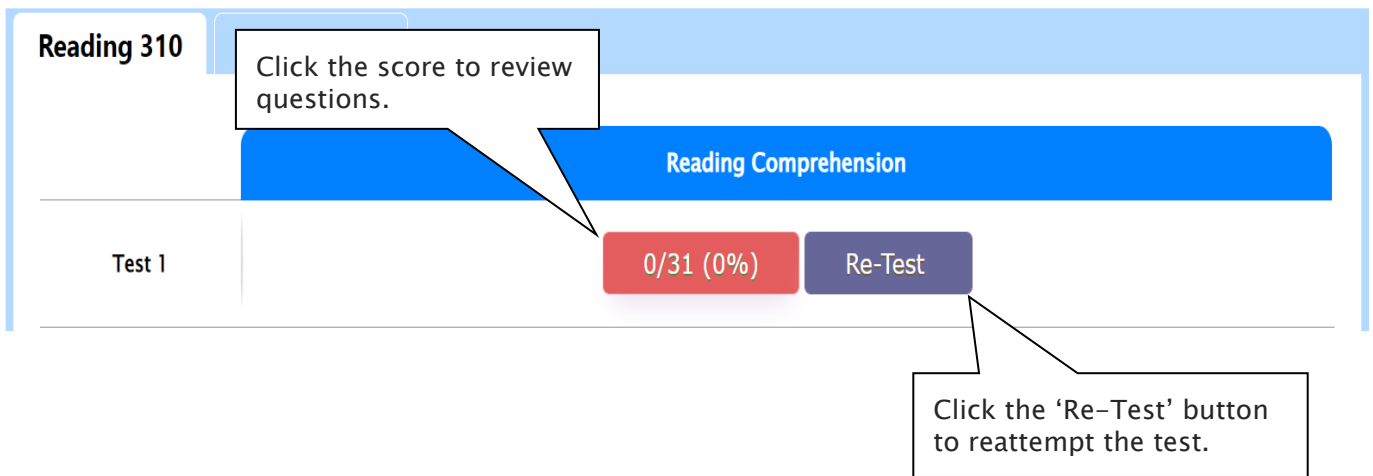 Reading 310
Click the score to review
questions.
Reading Comprehension
Test 1
0/31 (0%)
Re-Test
Click the ‘Re-Test’ button
to reattempt the test.